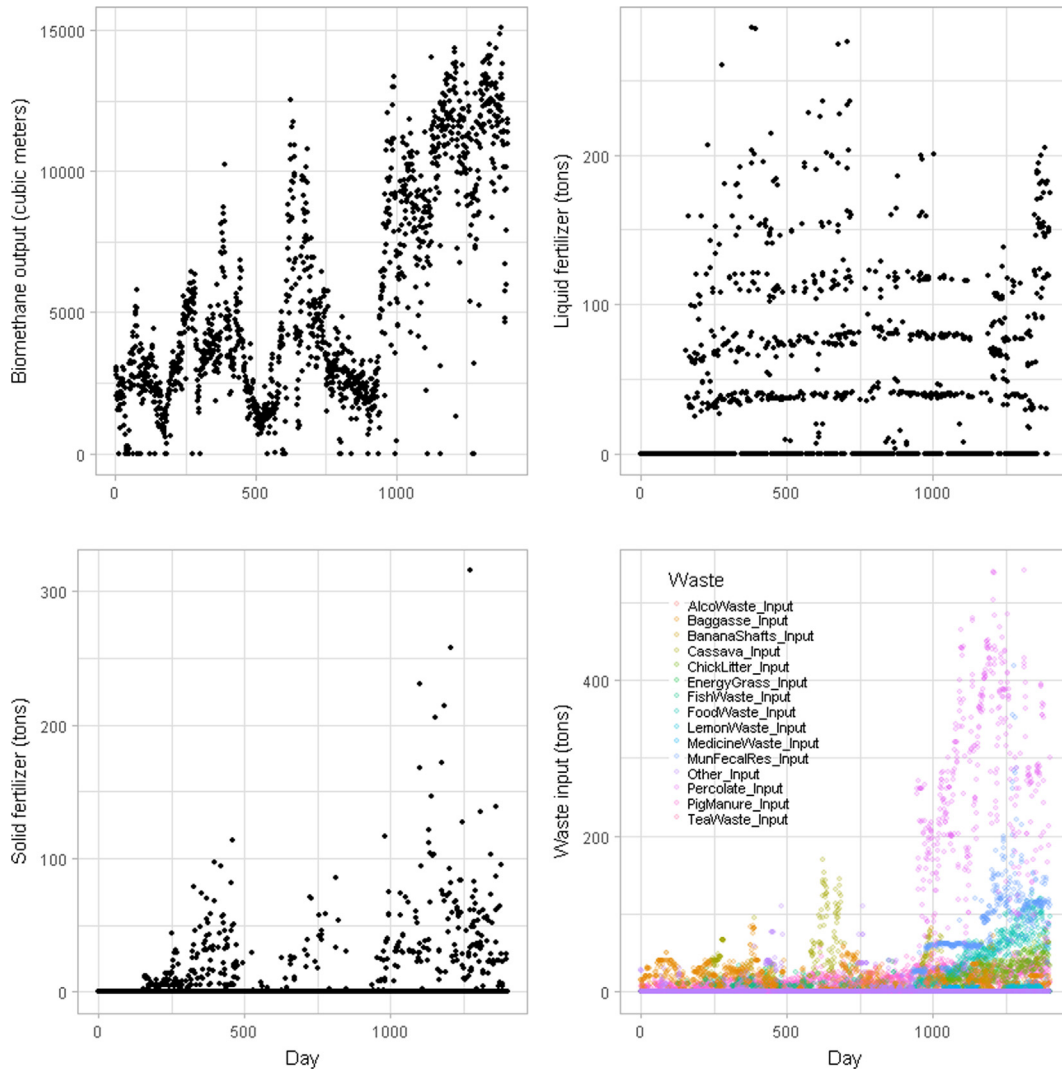 Biomethane output (cubic meters)
15000
10000
5000
0
0
500
1000
Liquid fertilizer (tons)
200
100
0
0
500
1000
Solid fertilizer (tons)
300
200
100
0
0
500
1000
Day
Waste input (tons)
400
200
0
Waste
AlcoWaste_Input
Baggasse_Input
BananaShafts_Input
Cassava_Input
ChickLitter_Input
EnergyGrass_Input
FishWaste_Input
FoodWaste_Input
LemonWaste_Input
MedicineWaste_Input
MunFecalRes_Input
Other_Input
Percolate_Input
PigManure_Input
TeaWaste_Input
0
500
1000
Day